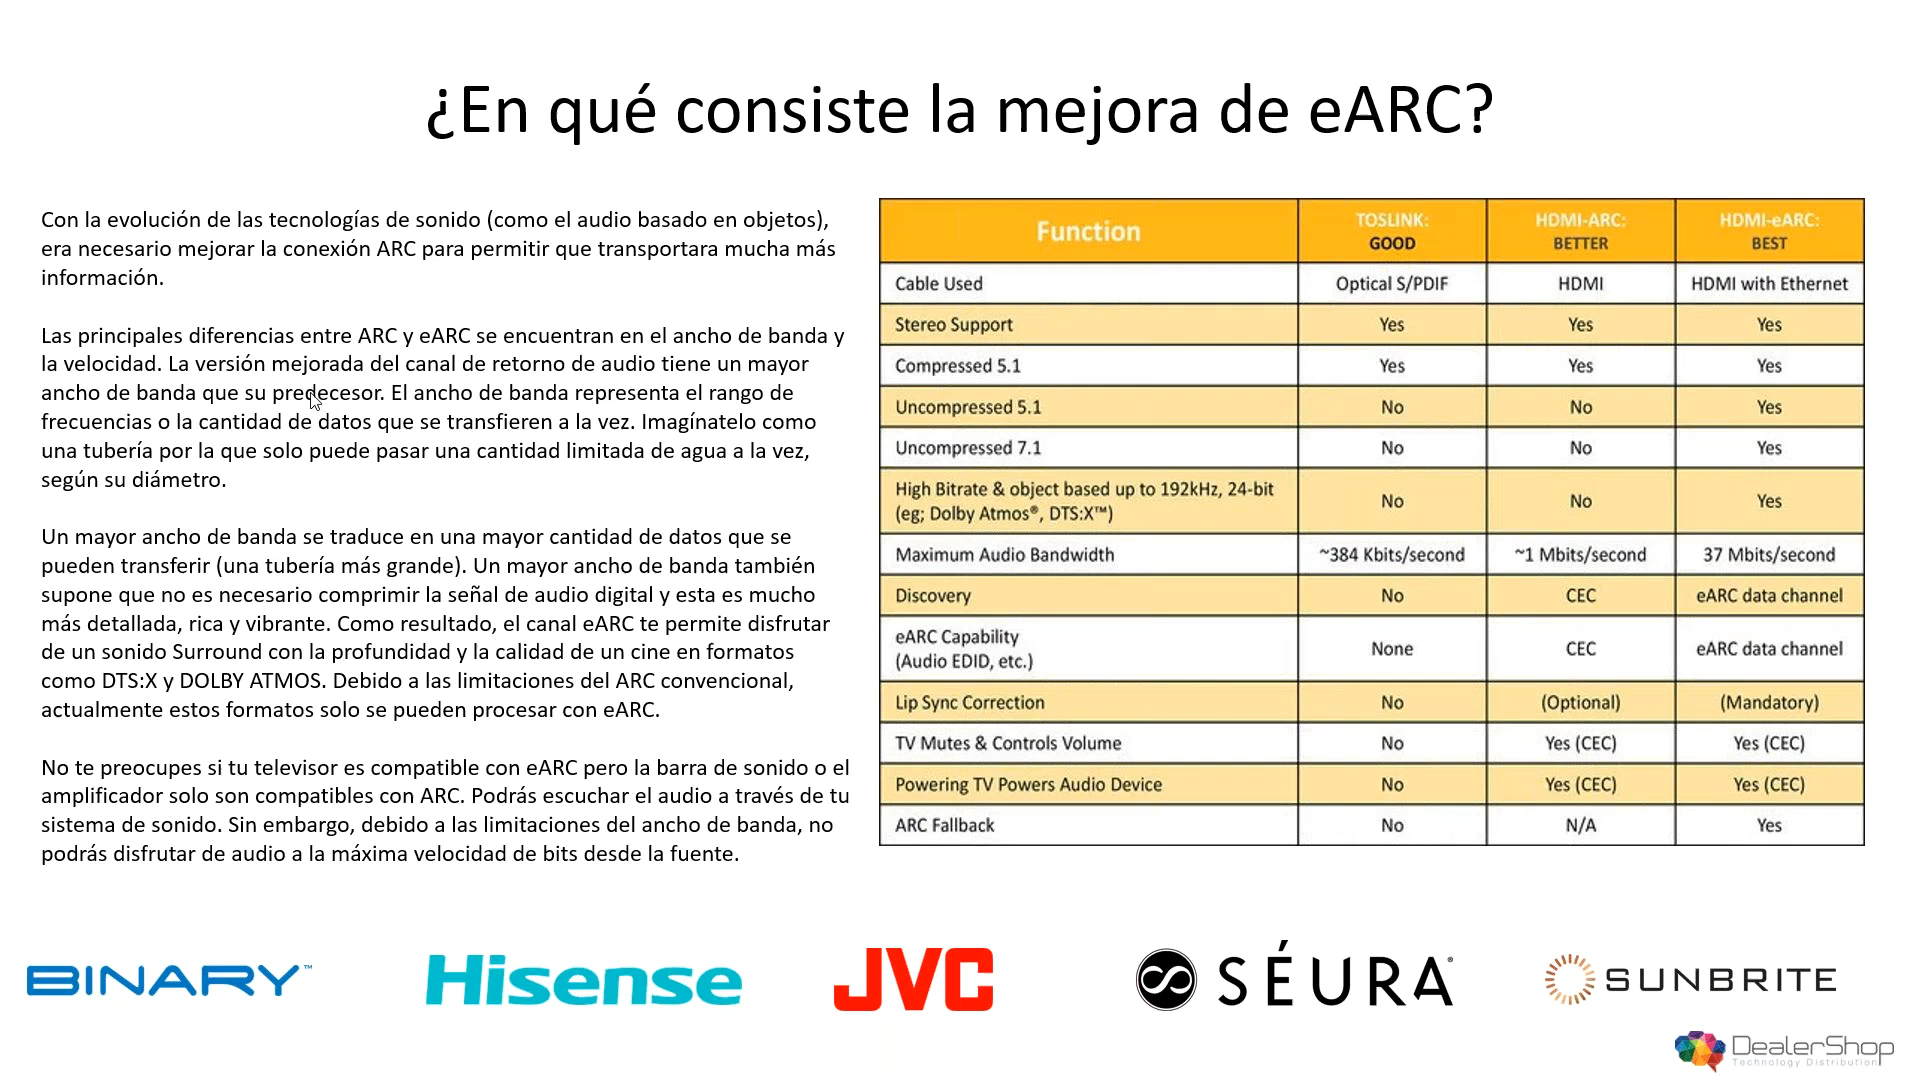 ¿En qué consiste la mejora de eARC?
Con la evolución de las tecnologías de sonido (como el audio basado en objetos),
era necesario mejorar la conexión ARC para permitir que transportara mucha más
información.
Las principales diferencias entre ARC y eARC se encuentran en el ancho de banda y
la velocidad. La versión mejorada del canal de retorno de audio tiene un mayor
ancho de banda que su predecesor. El ancho de banda representa el rango de
frecuencias o la cantidad de datos que se transfieren a la vez. Imagínatelo como
una tubería por la que solo puede pasar una cantidad limitada de agua a la vez,
según su diámetro.
Un mayor ancho de banda se traduce en una mayor cantidad de datos que se
pueden transferir (una tubería más grande). Un mayor ancho de banda también
supone que no es necesario comprimir la señal de audio digital y esta es mucho
más detallada, rica y vibrante. Como resultado, el canal eARC te permite disfrutar
de un sonido Surround con la profundidad y la calidad de un cine en formatos
como DTS:X y DOLBY ATMOS. Debido a las limitaciones del ARC convencional,
actualmente estos formatos solo se pueden procesar con eARC.
No te preocupes si tu televisor es compatible con eARC pero la barra de sonido o el
amplificador solo son compatibles con ARC. Podrás escuchar el audio a través de tu
sistema de sonido. Sin embargo, debido a las limitaciones del ancho de banda, no
podrás disfrutar de audio a la máxima velocidad de bits desde la fuente.
Function TOSLINK: GOOD HDMI-ARC: BETTER HDMI-eARC: BEST
Cable Used Optical S/PDIF HDMI HDMI with Ethernet
Stereo Support Yes Yes Yes
Compressed 5.1 Yes Yes Yes
Uncompressed 5.1 No No Yes
Uncompressed 7.1 No No Yes
High Bitrate & object based up to 192kHz, 24-bit
(eg; Dolby Atmos®, DTS:X™) No No Yes
Maximum Audio Bandwidth ~384 Kbits/second ~1 Mbits/second 37 Mbits/second
Discovery No CEC eARC data channel
eARC Capability
(Audio EDID, etc.) None CEC eARC data channel
Lip Sync Correction No (Optional) (Mandatory)
TV Mutes & Controls Volume No Yes (CEC) Yes (CEC)
Powering TV Powers Audio Device No Yes (CEC) Yes (CEC)
ARC Fallback No N/A Yes
BINARY™ Hisense JVC SÉURA® SUNBRITE
DealerShop
Technology Distribution